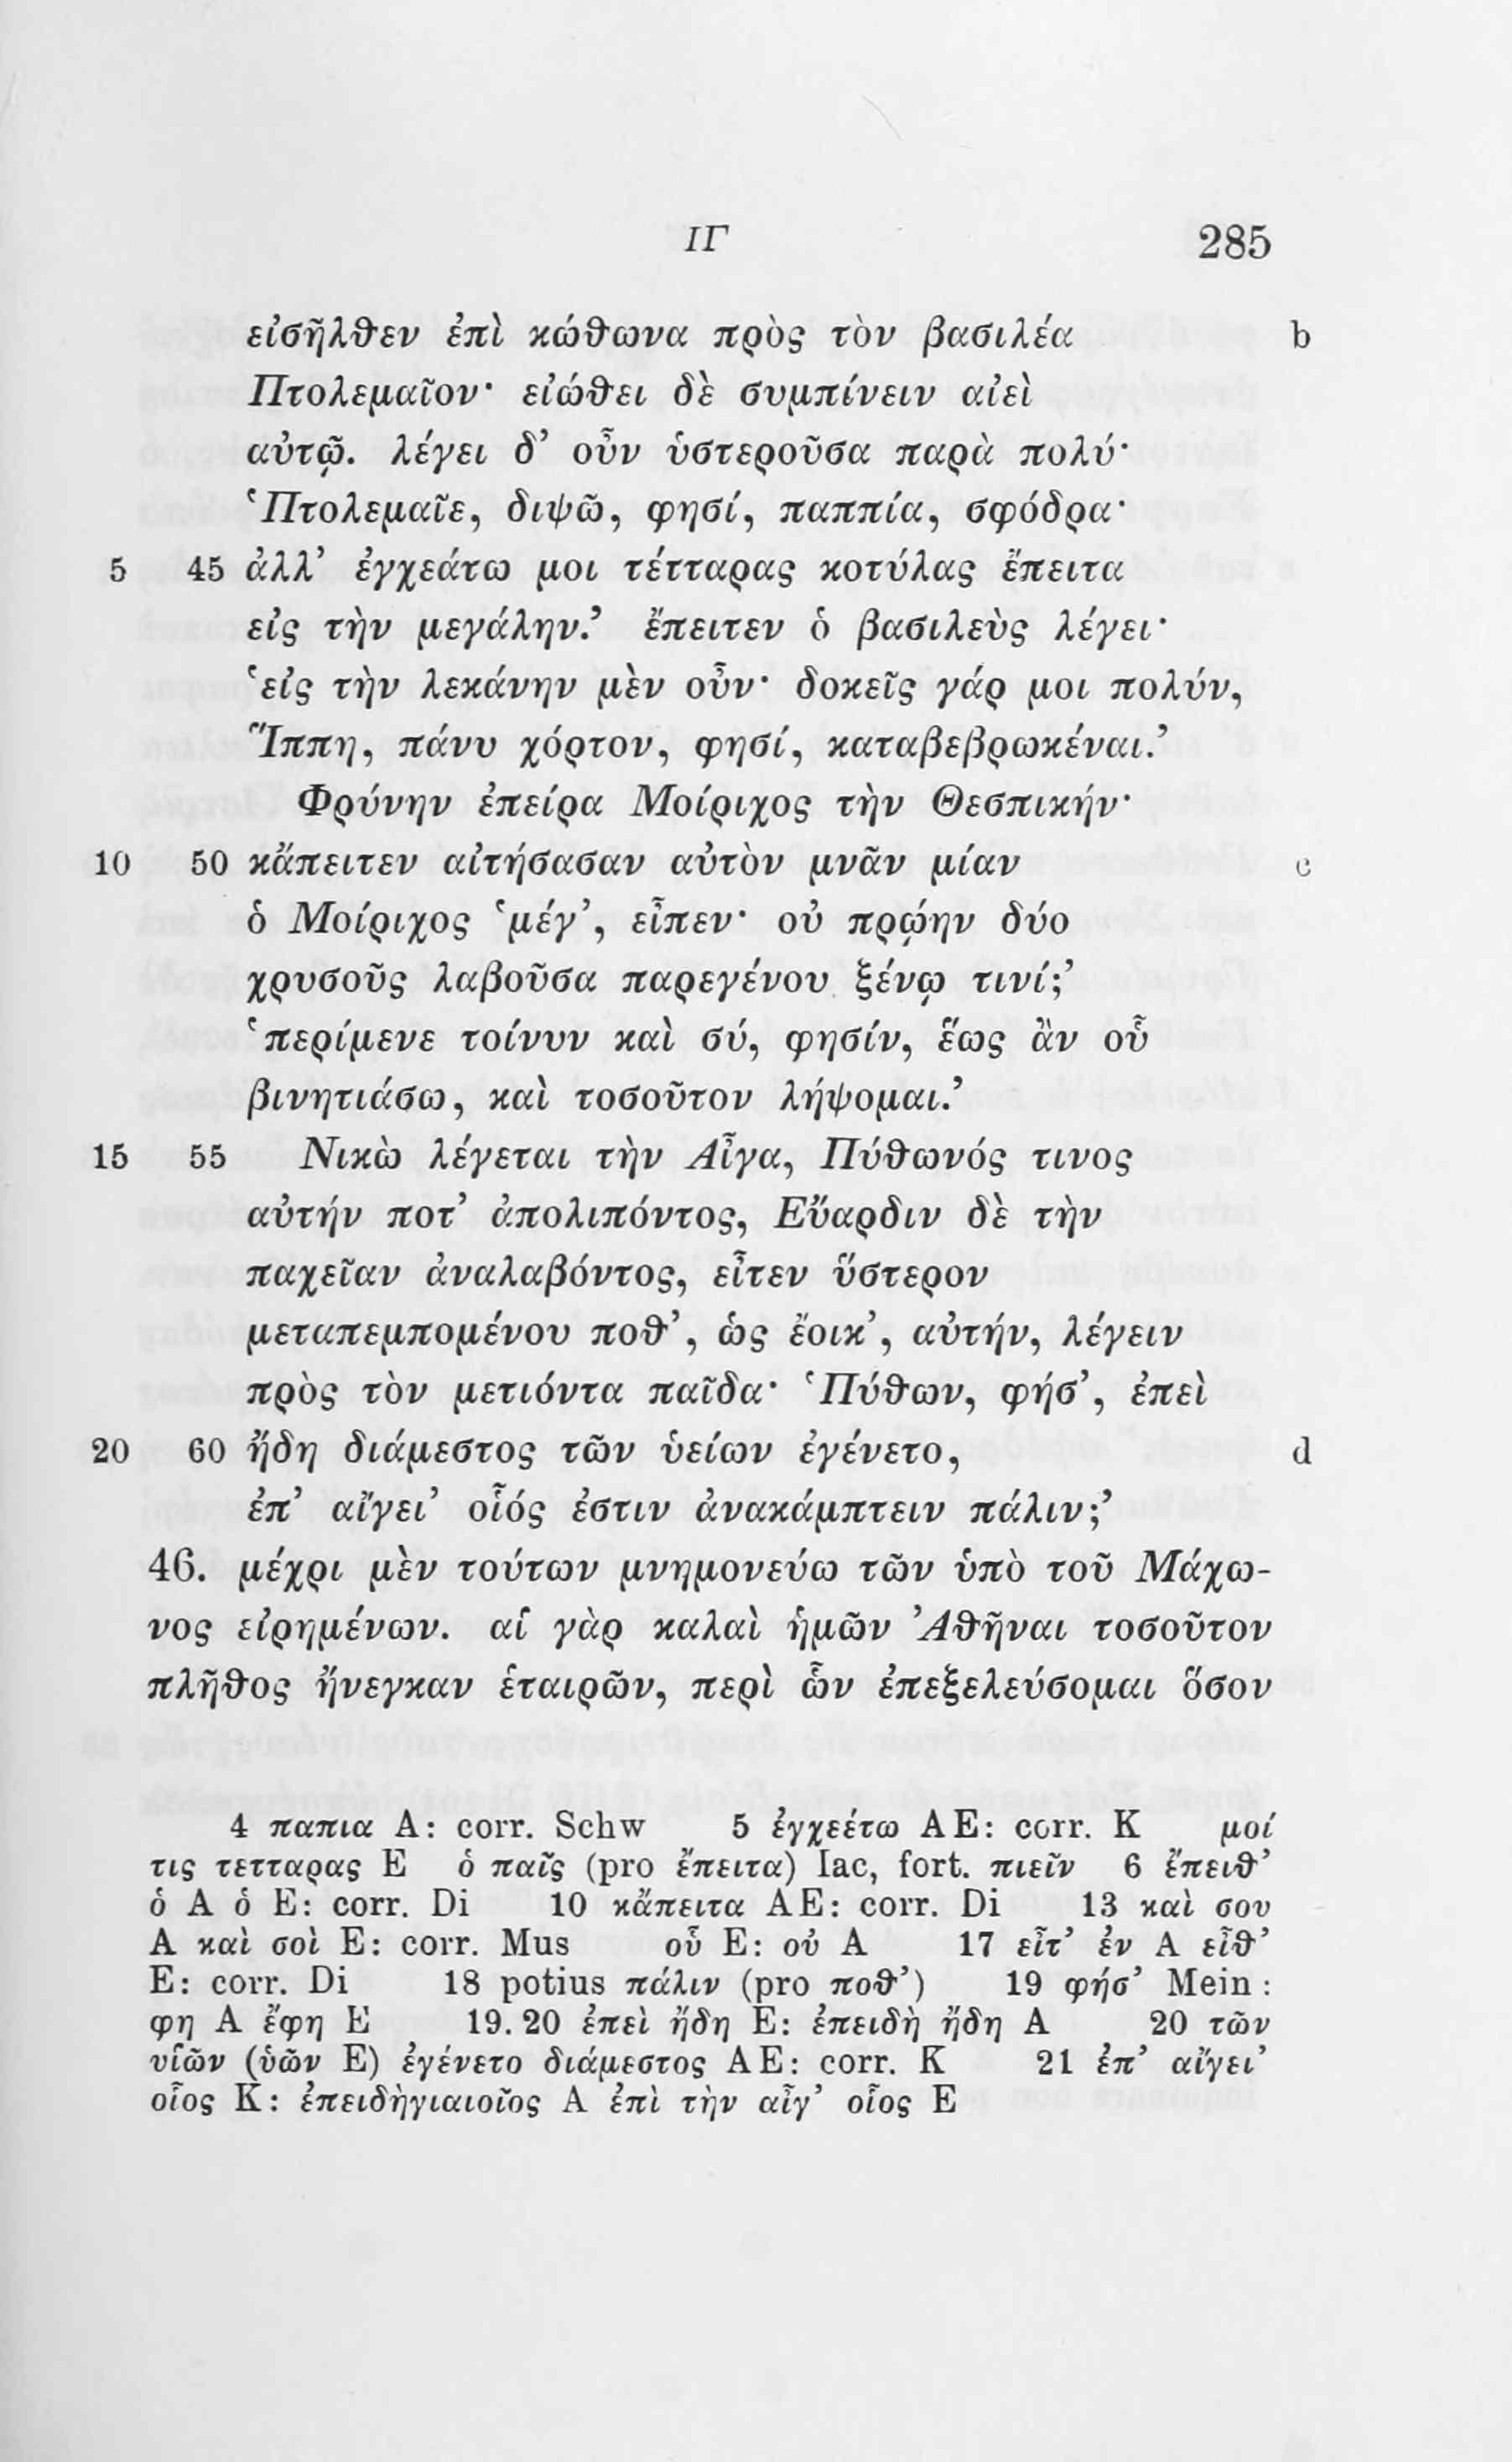 ΙΓ 285
εἰσῆλθεν ἐπὶ κώθωνα πρὸς τὸν βασιλέα b
Πτολεμαῖον· εἰώθει δὲ συμπίνειν αἰεὶ
αὐτῷ. λέγει δ’ οὖν ὑστεροῦσα παρὰ πολύ·
‘Πτολεμαῖε, διψῶ, φησί, παππία, σφόδρα·
5 45 ἀλλ’ ἐγχεάτω μοι τέτταρας κοτύλας ἔπειτα
εἰς τὴν μεγάλην.’ ἔπειτεν ὁ βασιλεὺς λέγει·
‘εἰς τὴν λεκάνην μὲν οὖν· δοκεῖς γάρ μοι πολύν,
Ἵππη, πάνυ χόρτον, φησί, καταβεβρωκέναι.’
Φρύνην ἐπείρα Μοίριχος τὴν Θεσπικήν·
10 50 κἄπειτεν αἰτήσασαν αὐτὸν μνᾶν μίαν c
ὁ Μοίριχος ‘μέγ’, εἶπεν· οὐ πρῴην δύο
χρυσοῦς λαβοῦσα παρεγένου ξένῳ τινί;’
‘περίμενε τοίνυν καὶ σύ, φησίν, ἕως ἂν οὗ
βινητιάσω, καὶ τοσοῦτον λήψομαι.’
15 55 Νικὼ λέγεται τὴν Αἶγα, Πύθωνός τινος
αὐτήν ποτ’ ἀπολιπόντος, Εὔαρδιν δὲ τὴν
παχεῖαν ἀναλαβόντος, εἶτεν ὕστερον
μεταπεμπομένου ποθ’, ὡς ἔοικ’, αὐτήν, λέγειν
πρὸς τὸν μετιόντα παῖδα· ‘Πύθων, φήσ’, ἐπεὶ
20 60 ἤδη διάμεστος τῶν ὑείων ἐγένετο, d
ἐπ’ αἴγει’ οἷός ἐστιν ἀνακάμπτειν πάλιν;’
46. μέχρι μὲν τούτων μνημονεύω τῶν ὑπὸ τοῦ Μάχω-
νος εἰρημένων. αἱ γὰρ καλαὶ ἡμῶν Ἀθῆναι τοσοῦτον
πλῆθος ἤνεγκαν ἑταιρῶν, περὶ ὧν ἐπεξελεύσομαι ὅσον
4 παπια A: corr. Schw 5 ἐγχεέτω AE: corr. K μοί
τις τετταρας E ὁ παῖς (pro ἔπειτα) Iac, fort. πιεῖν 6 ἔπειθ’
ὁ A ὁ E: corr. Di 10 κἄπειτα AE: corr. Di 13 καὶ σου
A καὶ σοὶ E: corr. Mus οὗ E: οὐ A 17 εἶτ’ ἐν A εἶθ’
E: corr. Di 18 potius πάλιν (pro ποθ’) 19 φήσ’ Mein:
φη A ἔφη E 19. 20 ἐπεὶ ἤδη E: ἐπειδὴ ἤδη A 20 τῶν
υἱῶν (ὑῶν E) ἐγένετο διάμεστος AE: corr. K 21 ἐπ’ αἴγει’
οἷος K: ἐπειδὴγιαιοῖος A ἐπὶ τὴν αἶγ’ οἷος E